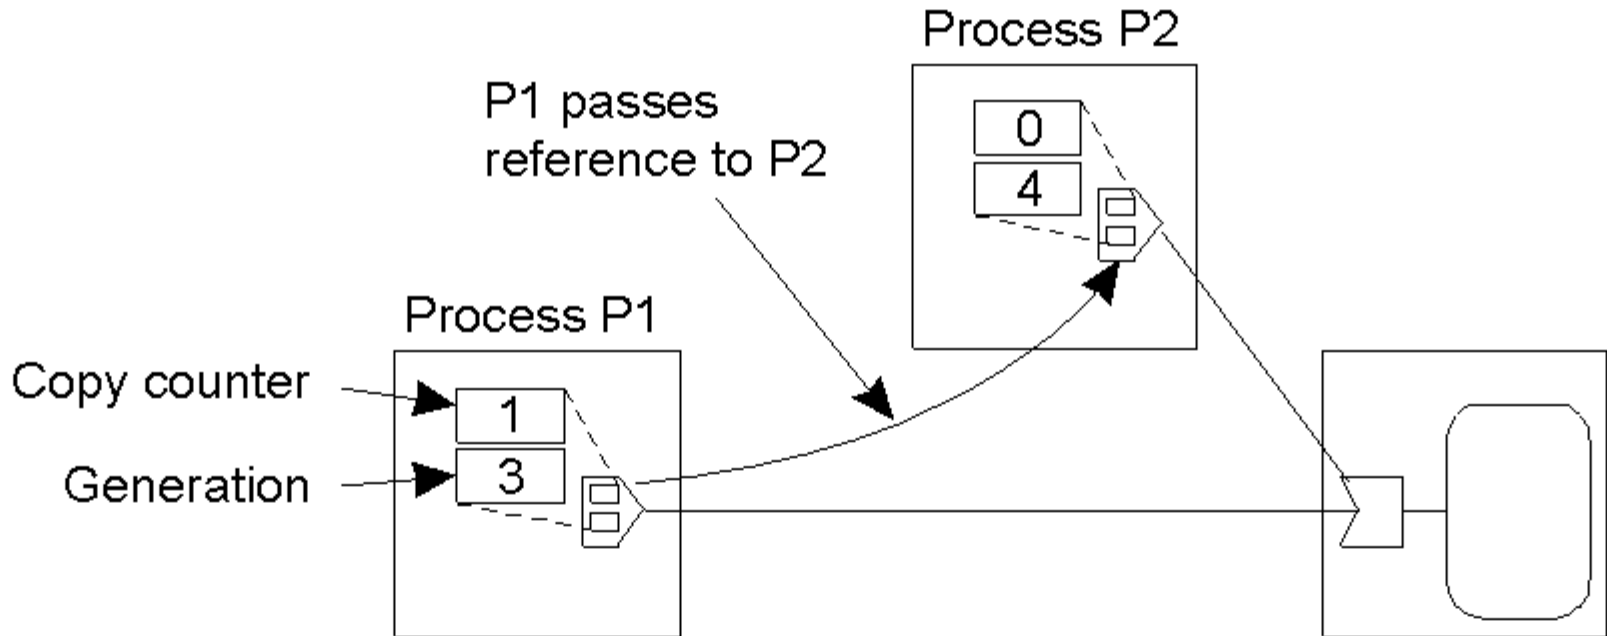 Process P2
P1 passes
reference to P2
0
4
Process P1
Copy counter
1
Generation
3